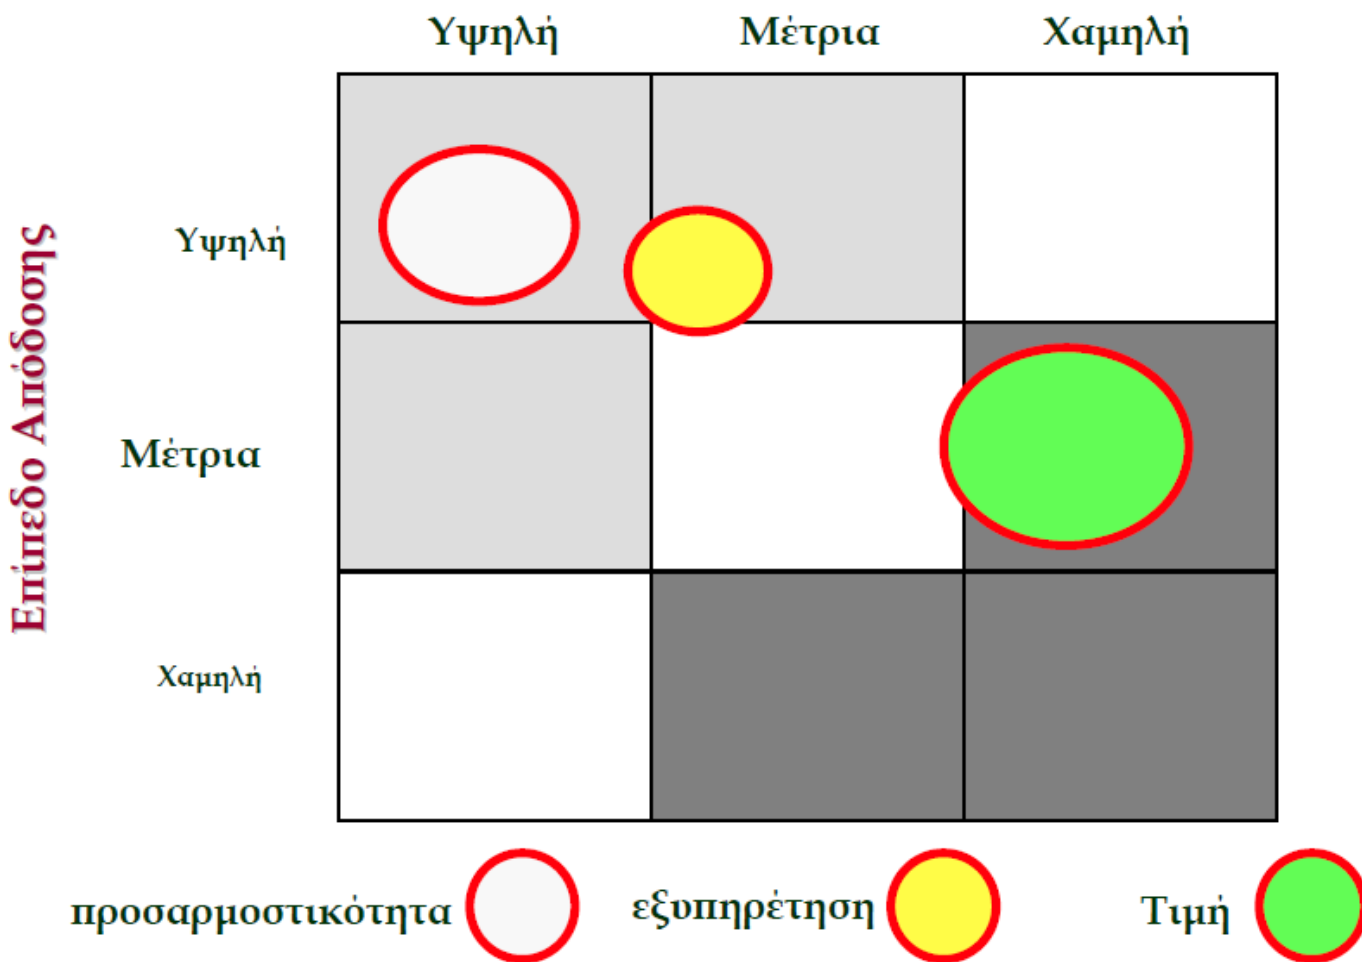 Υψηλή Μέτρια Χαμηλή
Επίπεδο Απόδοσης
Υψηλή
Μέτρια
Χαμηλή
προσαρμοστικότητα εξυπηρέτηση Τιμή